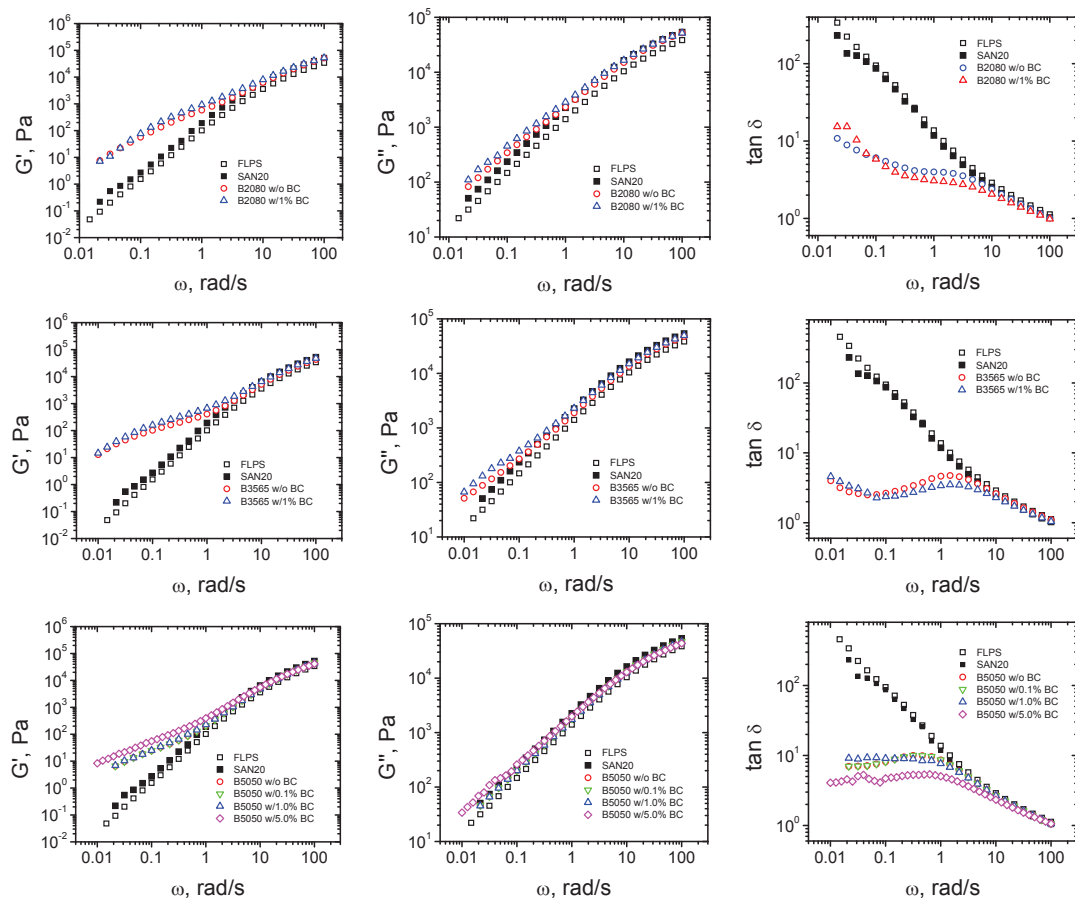 G', Pa
10^6
10^5
10^4
10^3
10^2
10^1
10^0
10^-1
10^-2
0.01 0.1 1 10 100
ω, rad/s
FLPS
SAN20
B2080 w/o BC
B2080 w/1% BC
G'', Pa
10^5
10^4
10^3
10^2
10^1
0.01 0.1 1 10 100
ω, rad/s
FLPS
SAN20
B2080 w/o BC
B2080 w/1% BC
tan δ
10^2
10^1
10^0
0.01 0.1 1 10 100
ω, rad/s
FLPS
SAN20
B2080 w/o BC
B2080 w/1% BC
G', Pa
10^6
10^5
10^4
10^3
10^2
10^1
10^0
10^-1
10^-2
0.01 0.1 1 10 100
ω, rad/s
FLPS
SAN20
B3565 w/o BC
B3565 w/1% BC
G'', Pa
10^5
10^4
10^3
10^2
10^1
0.01 0.1 1 10 100
ω, rad/s
FLPS
SAN20
B3565 w/o BC
B3565 w/1% BC
tan δ
10^2
10^1
10^0
0.01 0.1 1 10 100
ω, rad/s
FLPS
SAN20
B3565 w/o BC
B3565 w/1% BC
G', Pa
10^6
10^5
10^4
10^3
10^2
10^1
10^0
10^-1
10^-2
0.01 0.1 1 10 100
ω, rad/s
FLPS
SAN20
B5050 w/o BC
B5050 w/0.1% BC
B5050 w/1.0% BC
B5050 w/5.0% BC
G'', Pa
10^5
10^4
10^3
10^2
10^1
0.01 0.1 1 10 100
ω, rad/s
FLPS
SAN20
B5050 w/o BC
B5050 w/0.1% BC
B5050 w/1.0% BC
B5050 w/5.0% BC
tan δ
10^2
10^1
10^0
0.01 0.1 1 10 100
ω, rad/s
FLPS
SAN20
B5050 w/o BC
B5050 w/0.1% BC
B5050 w/1.0% BC
B5050 w/5.0% BC